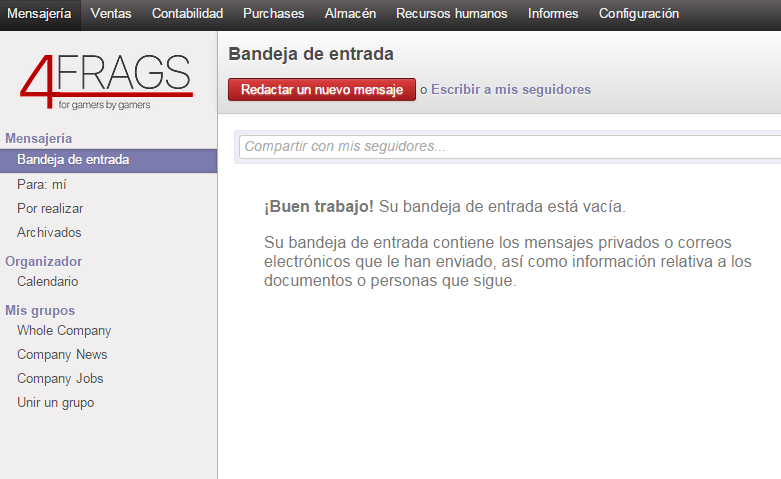 Mensajería Ventas Contabilidad Purchases Almacén Recursos humanos Informes Configuración
4FRAGS
for gamers by gamers
Mensajería
Bandeja de entrada
Para: mí
Por realizar
Archivados
Organizador
Calendario
Mis grupos
Whole Company
Company News
Company Jobs
Unir un grupo
Bandeja de entrada
Redactar un nuevo mensaje o Escribir a mis seguidores
Compartir con mis seguidores...
¡Buen trabajo! Su bandeja de entrada está vacía.
Su bandeja de entrada contiene los mensajes privados o correos
electrónicos que le han enviado, así como información relativa a los
documentos o personas que sigue.